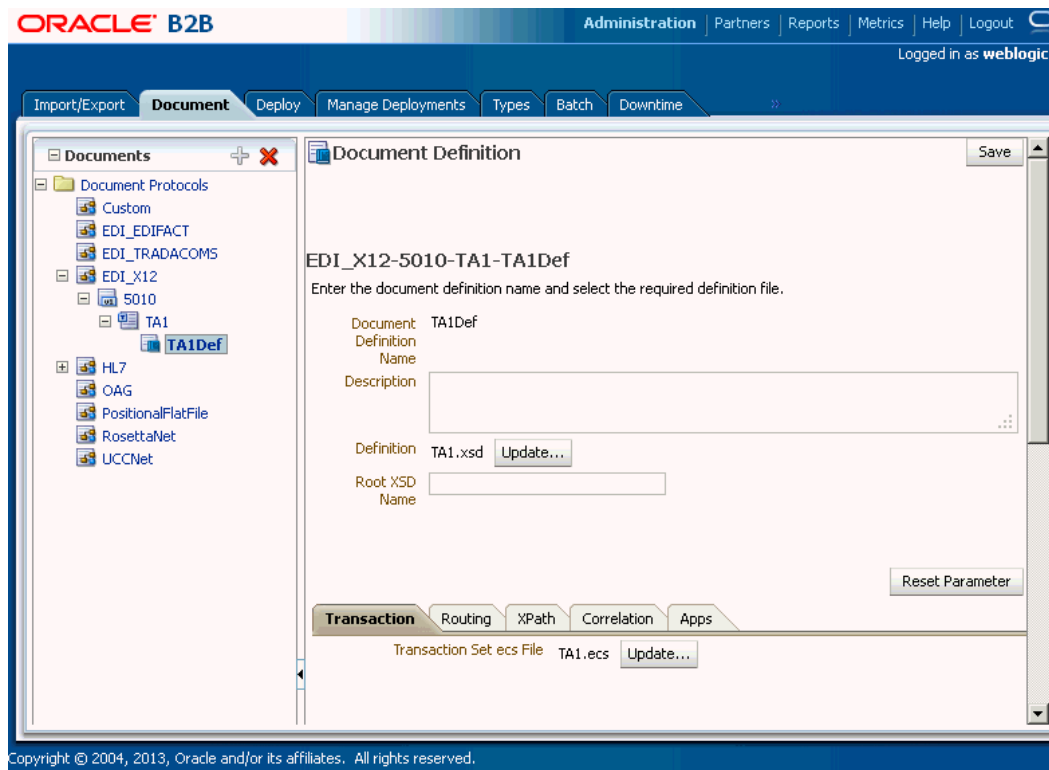 ORACLE B2B
Administration | Partners | Reports | Metrics | Help | Logout
Logged in as weblogic
Import/Export Document Deploy Manage Deployments Types Batch Downtime »
Documents
Document Protocols
Custom
EDI_EDIFACT
EDI_TRADACOMS
EDI_X12
5010
TA1
TA1Def
HL7
OAG
PositionalFlatFile
RosettaNet
UCCNet
Document Definition
Save
EDI_X12-5010-TA1-TA1Def
Enter the document definition name and select the required definition file.
Document Definition Name TA1Def
Description
Definition TA1.xsd Update...
Root XSD Name
Reset Parameter
Transaction Routing XPath Correlation Apps
Transaction Set ecs File TA1.ecs Update...
Copyright © 2004, 2013, Oracle and/or its affiliates. All rights reserved.